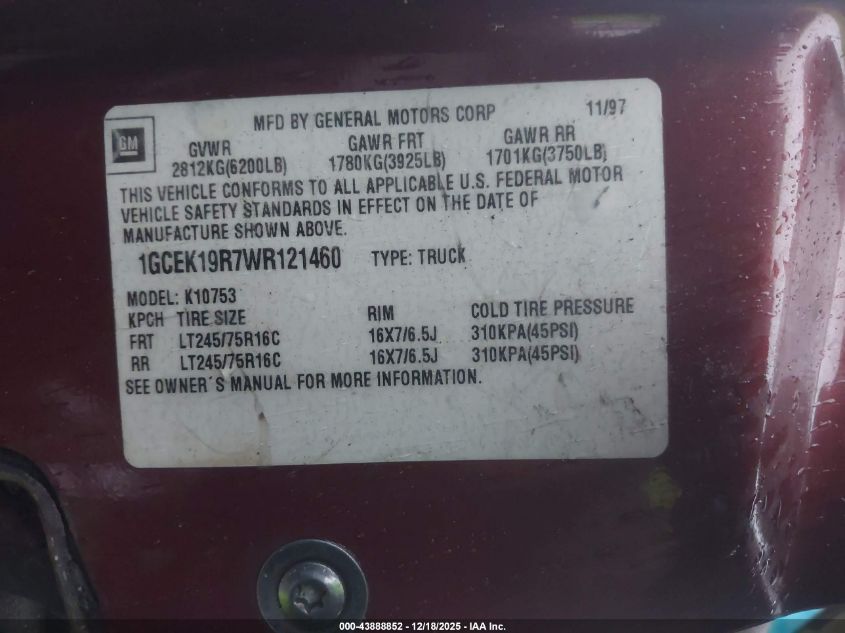 GM
MFD BY GENERAL MOTORS CORP 11/97
GVWR GAWR FRT GAWR RR
2812KG(6200LB) 1780KG(3925LB) 1701KG(3750LB)
THIS VEHICLE CONFORMS TO ALL APPLICABLE U.S. FEDERAL MOTOR
VEHICLE SAFETY STANDARDS IN EFFECT ON THE DATE OF
MANUFACTURE SHOWN ABOVE.
1GCEK19R7WR121460 TYPE: TRUCK
MODEL: K10753
KPCH TIRE SIZE RIM COLD TIRE PRESSURE
FRT LT245/75R16C 16X7/6.5J 310KPA(45PSI)
RR LT245/75R16C 16X7/6.5J 310KPA(45PSI)
SEE OWNER´S MANUAL FOR MORE INFORMATION.
000-43888852 - 12/18/2025 - IAA Inc.